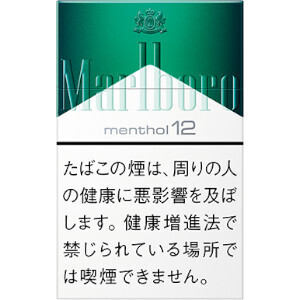 Marlboro
menthol 12
たばこの煙は、周りの人
の健康に悪影響を及ぼ
します。健康増進法で
禁じられている場所で
は喫煙できません。